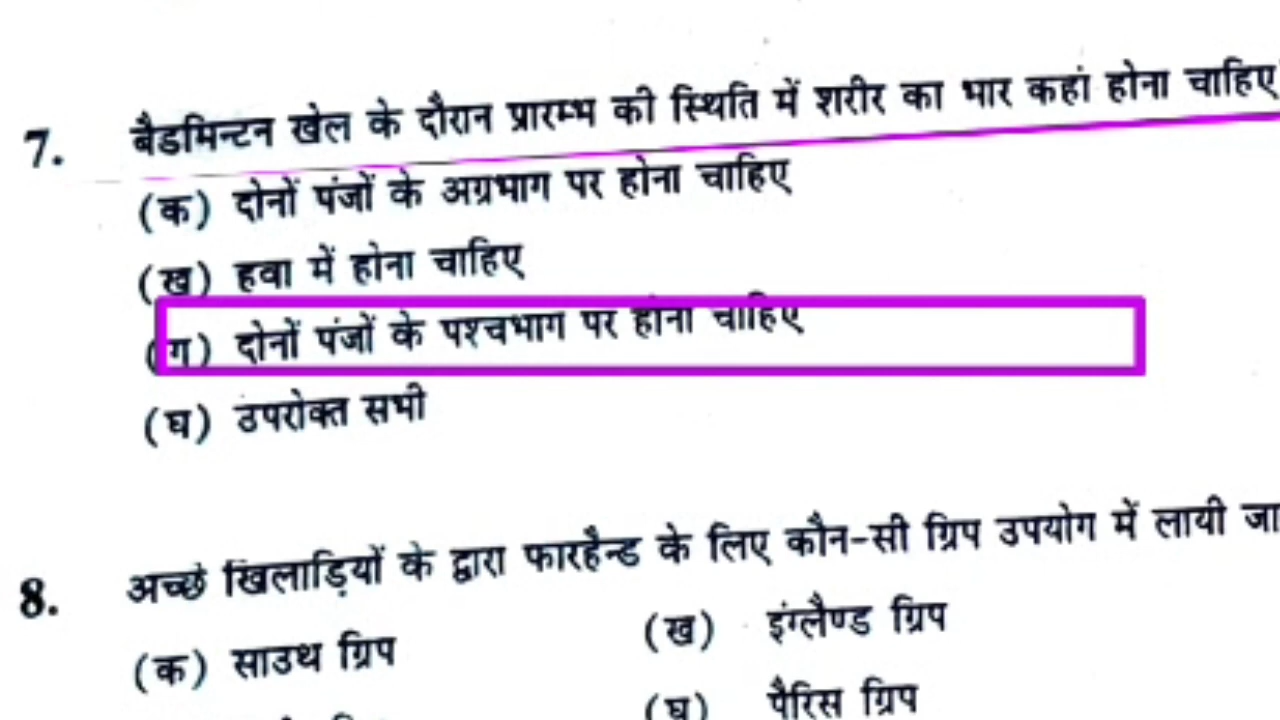 7. बैडमिन्टन खेल के दौरान प्रारम्भ की स्थिति में शरीर का भार कहां होना चाहिए
(क) दोनों पंजों के अग्रभाग पर होना चाहिए
(ख) हवा में होना चाहिए
(ग) दोनों पंजों के पश्चभाग पर होना चाहिए
(घ) उपरोक्त सभी
8. अच्छे खिलाड़ियों के द्वारा फारहैन्ड के लिए कौन-सी ग्रिप उपयोग में लायी जा
(क) साउथ ग्रिप (ख) इंग्लैण्ड ग्रिप
(घ) पैरिस ग्रिप